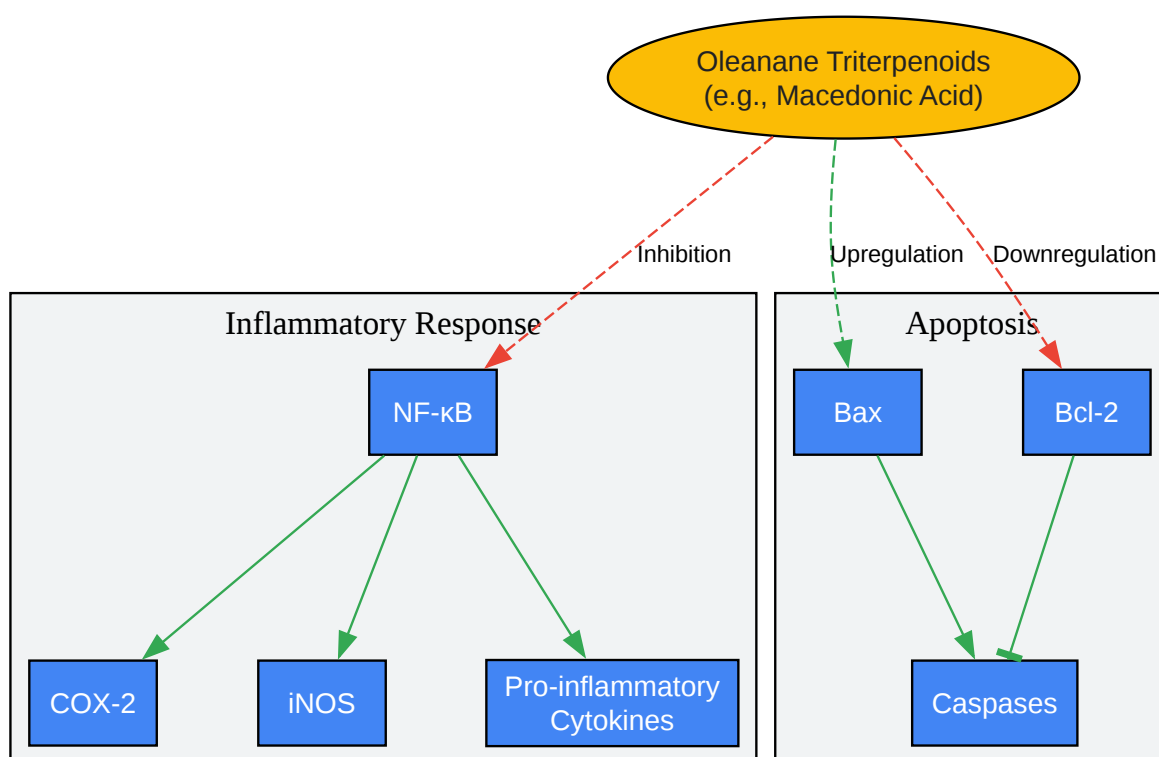 Oleanane Triterpenoids
(e.g., Macedonic Acid)
Inhibition
Upregulation
Downregulation
Inflammatory Response
Apoptosis
NF-κB
Bax
Bcl-2
COX-2
iNOS
Pro-inflammatory
Cytokines
Caspases